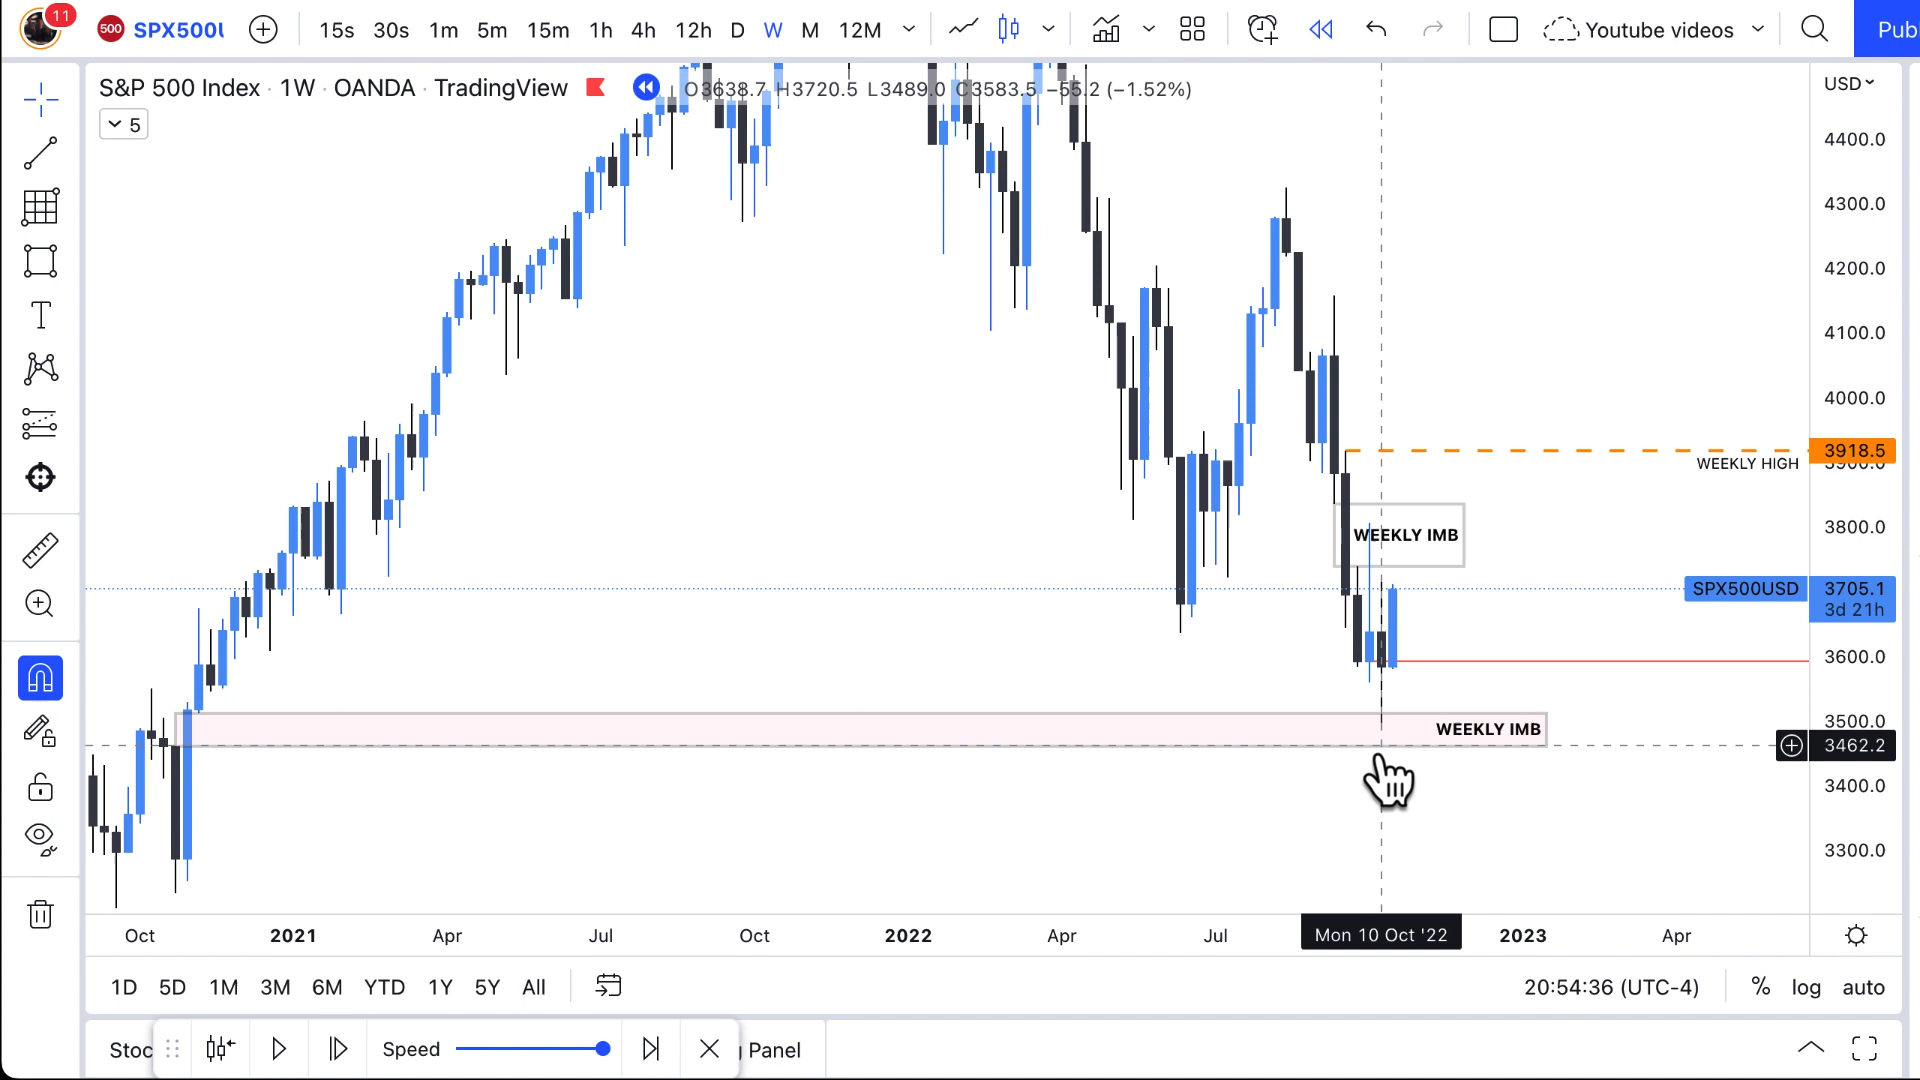 11
500 SPX500U
15s 30s 1m 5m 15m 1h 4h 12h D W M 12M
Youtube videos
Publ
S&P 500 Index · 1W · OANDA · TradingView
O3638.7 H3720.5 L3489.0 C3583.5 −55.2 (−1.52%)
USD
5
4400.0
4300.0
4200.0
4100.0
4000.0
3918.5
3900.0
WEEKLY HIGH
3800.0
WEEKLY IMB
SPX500USD 3705.1
3d 21h
3600.0
3500.0
WEEKLY IMB
3462.2
3400.0
3300.0
Oct 2021 Apr Jul Oct 2022 Apr Jul Mon 10 Oct '22 2023 Apr
1D 5D 1M 3M 6M YTD 1Y 5Y All
20:54:36 (UTC-4) % log auto
Stoc
Speed
Panel